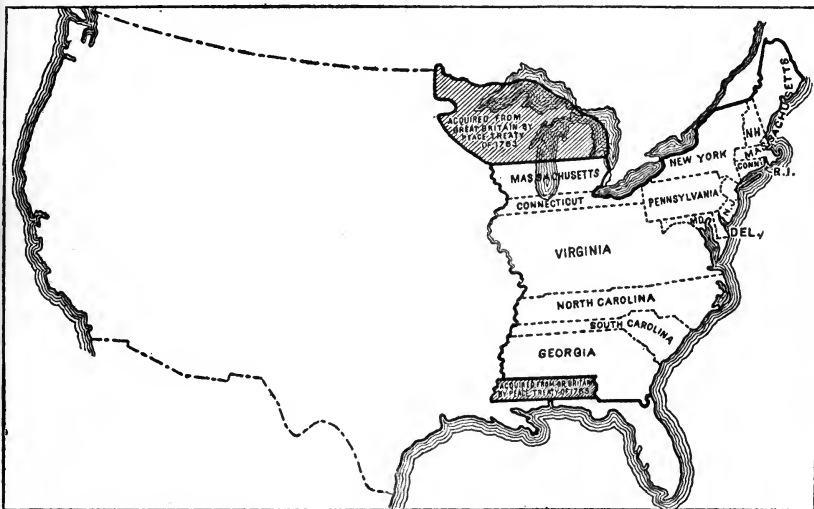 ACQUIRED FROM
GREAT BRITAIN BY
PEACE TREATY
OF 1783
MASSACHUSETTS
N.H.
MASSACHUSETTS
NEW YORK
MASS.
CONN.
R.I.
CONNECTICUT
PENNSYLVANIA
N.J.
MD.
DEL.
VIRGINIA
NORTH CAROLINA
SOUTH CAROLINA
GEORGIA
ACQUIRED FROM GR BRITAIN
BY PEACE TREATY OF 1783